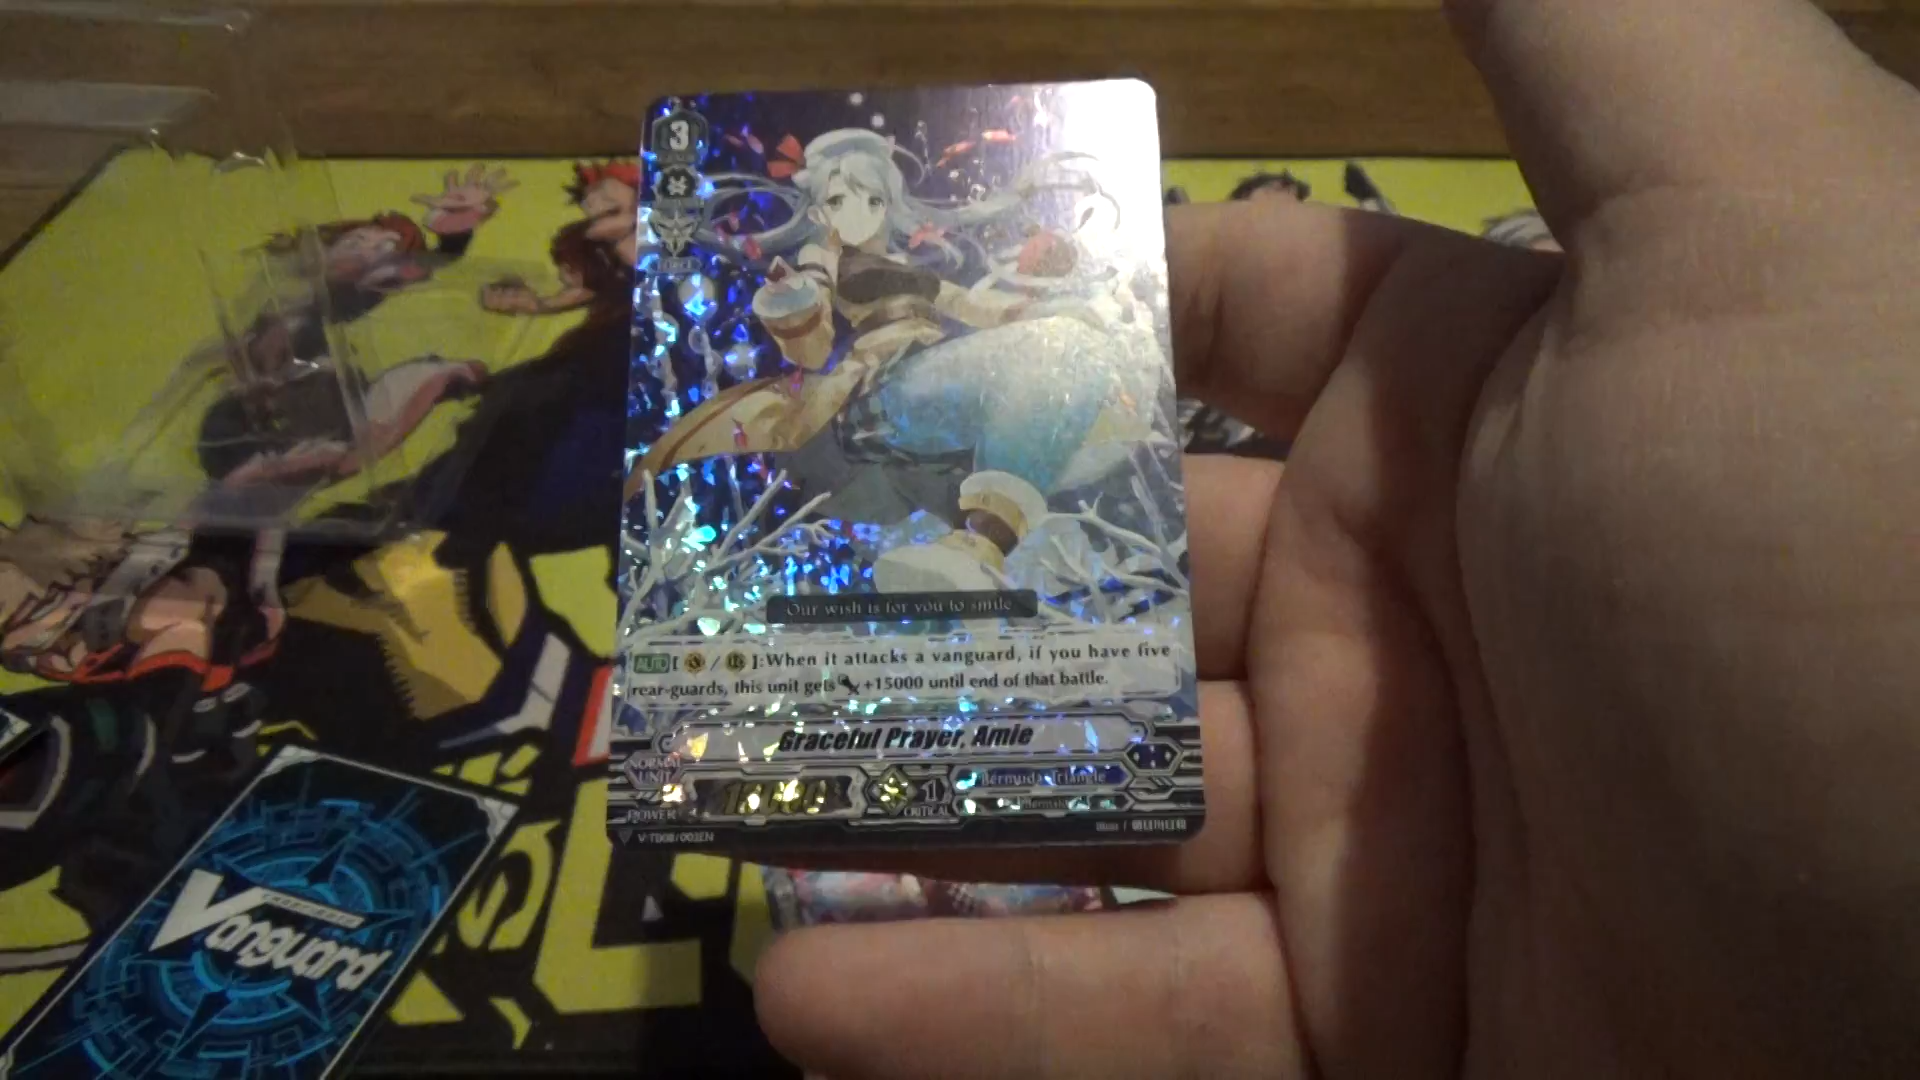 3
Our wish is for you to smile
AUTO [ / ]:When it attacks a vanguard, if you have five
rear-guards, this unit gets +15000 until end of that battle.
Graceful Prayer, Amie
NORMAL
UNIT
POWER
1
CRITICAL
Bermuda Triangle
Mermaid
V-TD08/003EN
CARDFIGHT!!
Vanguard